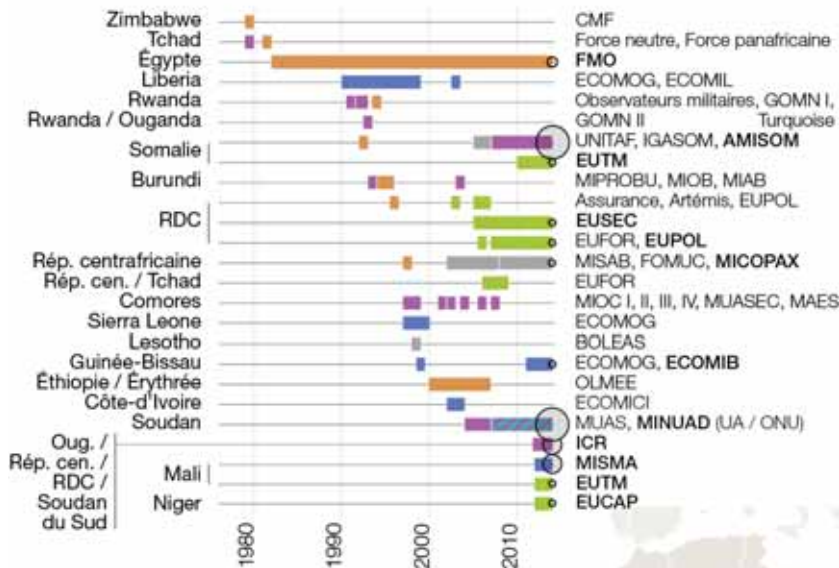 Zimbabwe CMF
Tchad Force neutre, Force panafricaine
Égypte FMO
Liberia ECOMOG, ECOMIL
Rwanda Observateurs militaires, GOMN I,
Rwanda / Ouganda GOMN II Turquoise
Somalie UNITAF, IGASOM, AMISOM
EUTM
Burundi MIPROBU, MIOB, MIAB
RDC Assurance, Artémis, EUPOL
EUSEC
EUFOR, EUPOL
Rép. centrafricaine MISAB, FOMUC, MICOPAX
Rép. cen. / Tchad EUFOR
Comores MIOC I, II, III, IV, MUASEC, MAES
Sierra Leone ECOMOG
Lesotho BOLEAS
Guinée-Bissau ECOMOG, ECOMIB
Éthiopie / Érythrée OLMEE
Côte-d'Ivoire ECOMICI
Soudan MUAS, MINUAD (UA / ONU)
Oug. / ICR
Rép. cen. / Mali MISMA
RDC / EUTM
Soudan Niger EUCAP
du Sud
1980 1990 2000 2010